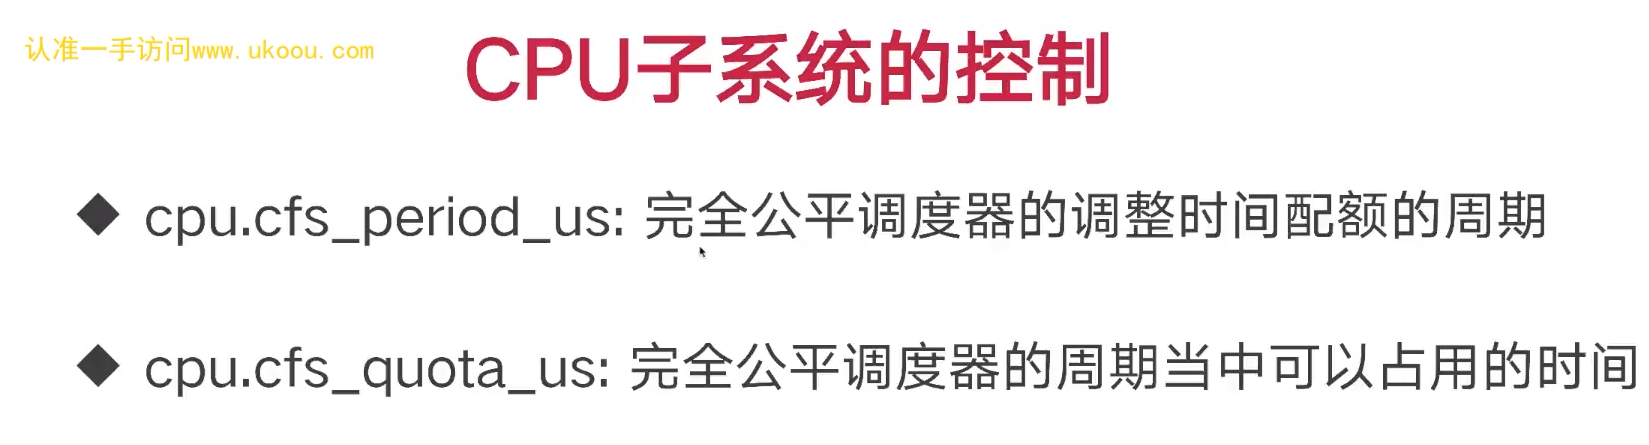 认准一手访问www.ukoou.com
CPU子系统的控制
◆ cpu.cfs_period_us: 完全公平调度器的调整时间配额的周期
◆ cpu.cfs_quota_us: 完全公平调度器的周期当中可以占用的时间